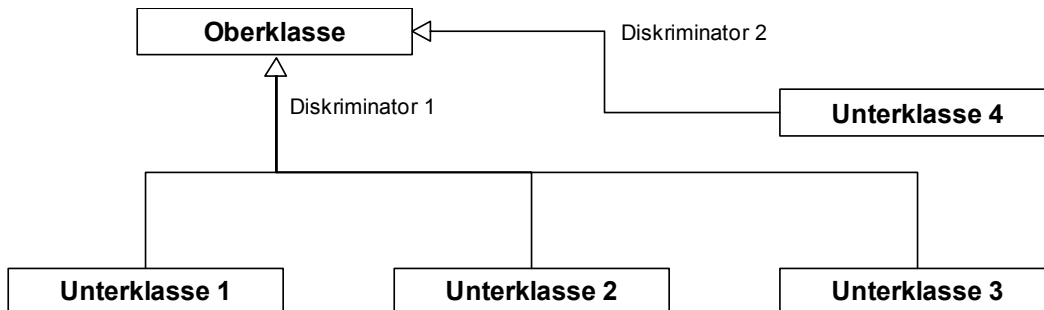 Oberklasse
Diskriminator 2
Diskriminator 1
Unterklasse 4
Unterklasse 1
Unterklasse 2
Unterklasse 3